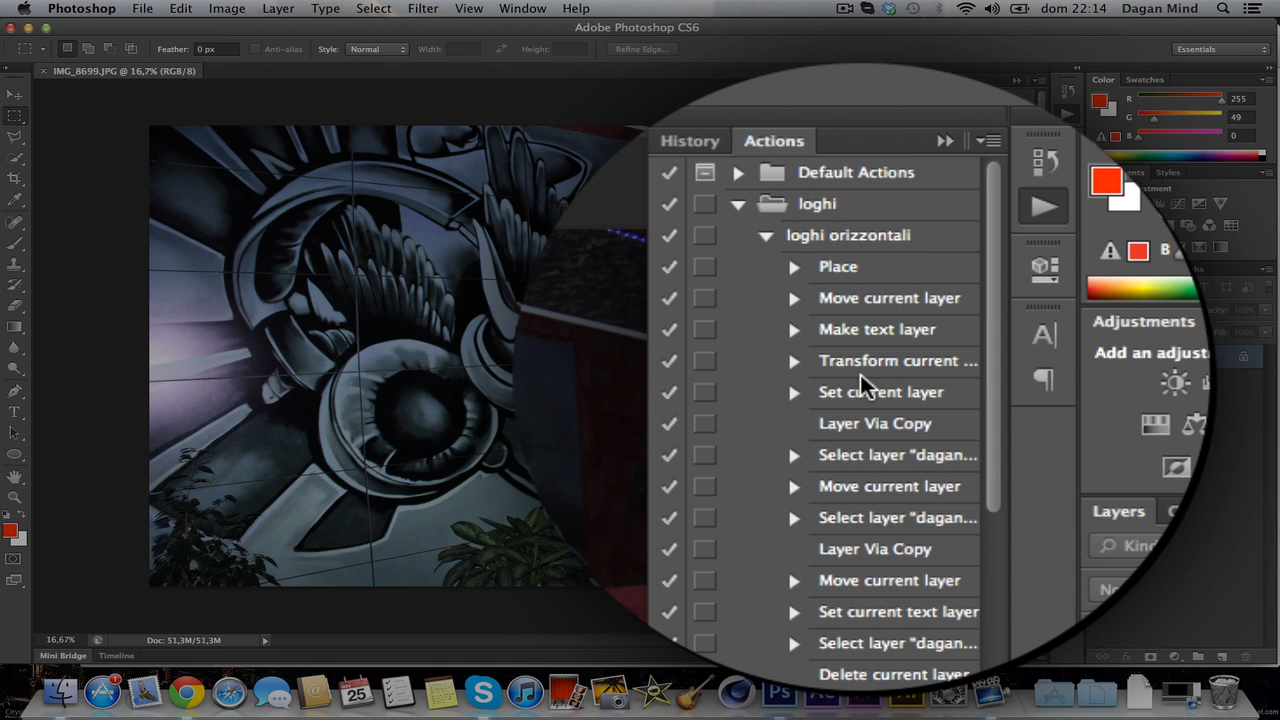 Photoshop File Edit Image Layer Type Select Filter View Window Help dom 22:14 Dagan Mind
Adobe Photoshop CS6
Feather: 0 px Anti-alias Style: Normal Width: Height: Refine Edge... Essentials
IMG_8699.JPG @ 16,7% (RGB/8)
Color Swatches
R 255
G 49
B 0
Styles
History Actions
Default Actions
loghi
loghi orizzontali
Place
Move current layer
Make text layer
Transform current ...
Set current layer
Layer Via Copy
Select layer "dagan...
Move current layer
Select layer "dagan...
Layer Via Copy
Move current layer
Set current text layer
Select layer "dagan...
Delete current layer
B
Adjustments
Add an adjust
Layers
Kind
No
16,67% Doc: 51,3M/51,3M
Mini Bridge Timeline
25
Ps